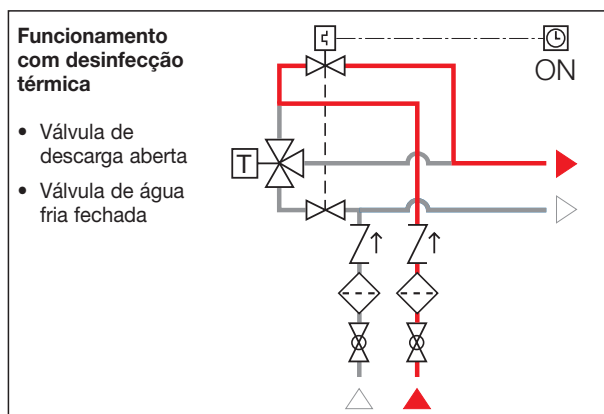 Funcionamento
com desinfecção
térmica
• Válvula de
descarga aberta
• Válvula de água
fria fechada
ON
T